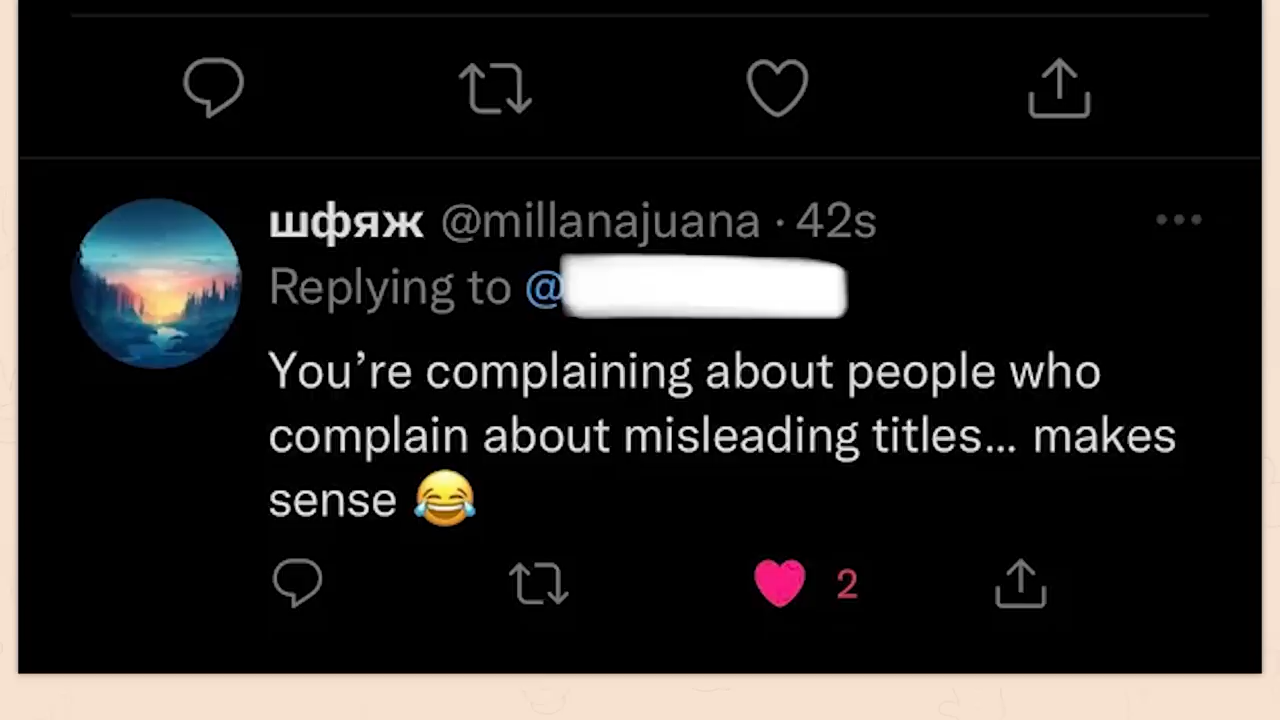 шфяж @millanajuana · 42s
Replying to @
You’re complaining about people who
complain about misleading titles... makes
sense 😂
2